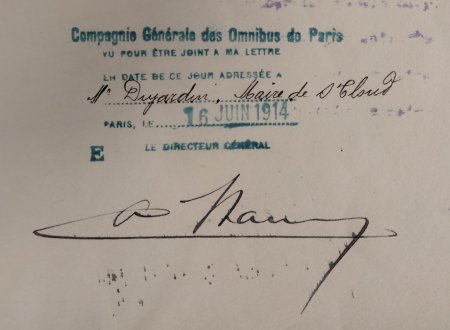 Compagnie Générale des Omnibus de Paris
VU POUR ÊTRE JOINT A MA LETTRE
EN DATE DE CE JOUR ADRESSÉE A
Mr Dujardin, Maire de St Cloud
PARIS, LE 16 JUIN 1914
E LE DIRECTEUR GÉNÉRAL